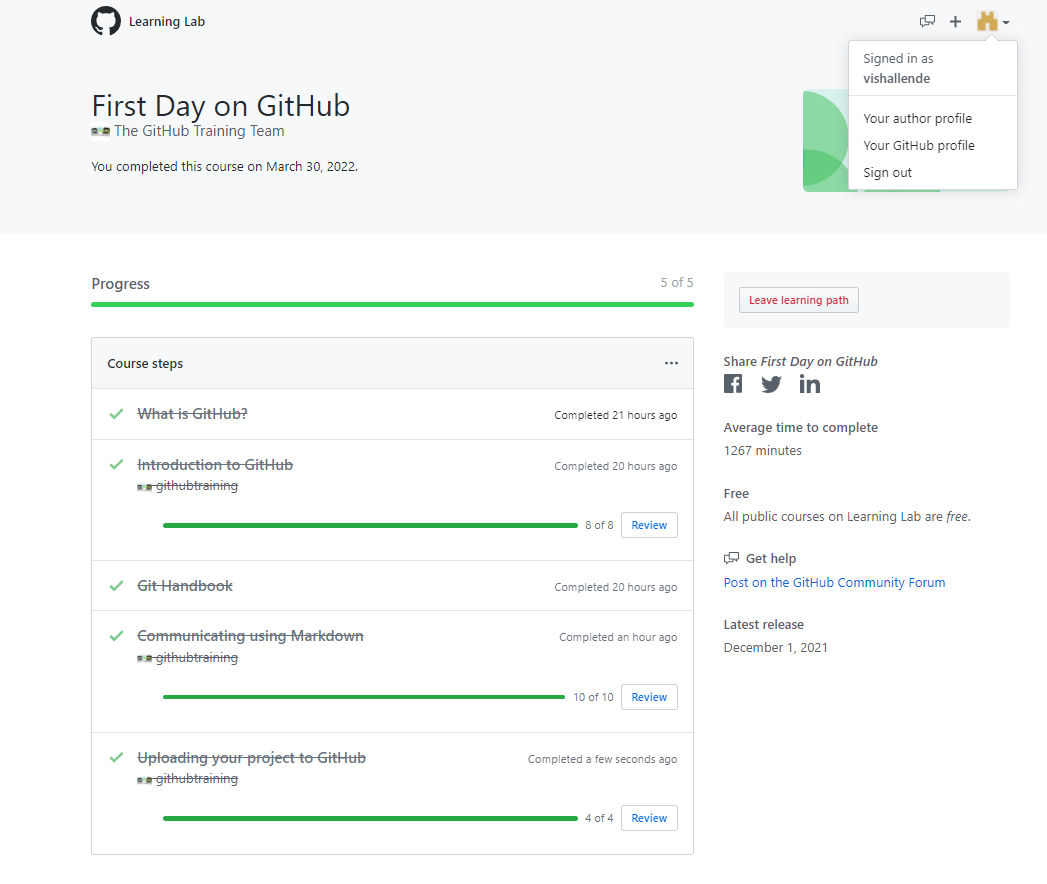 Learning Lab
Signed in as
vishallende
Your author profile
Your GitHub profile
Sign out
First Day on GitHub
The GitHub Training Team
You completed this course on March 30, 2022.
Progress
5 of 5
Course steps
What is GitHub?
Completed 21 hours ago
Introduction to GitHub
Completed 20 hours ago
githubtraining
8 of 8
Review
Git Handbook
Completed 20 hours ago
Communicating using Markdown
Completed an hour ago
githubtraining
10 of 10
Review
Uploading your project to GitHub
Completed a few seconds ago
githubtraining
4 of 4
Review
Leave learning path
Share First Day on GitHub
Average time to complete
1267 minutes
Free
All public courses on Learning Lab are free.
Get help
Post on the GitHub Community Forum
Latest release
December 1, 2021